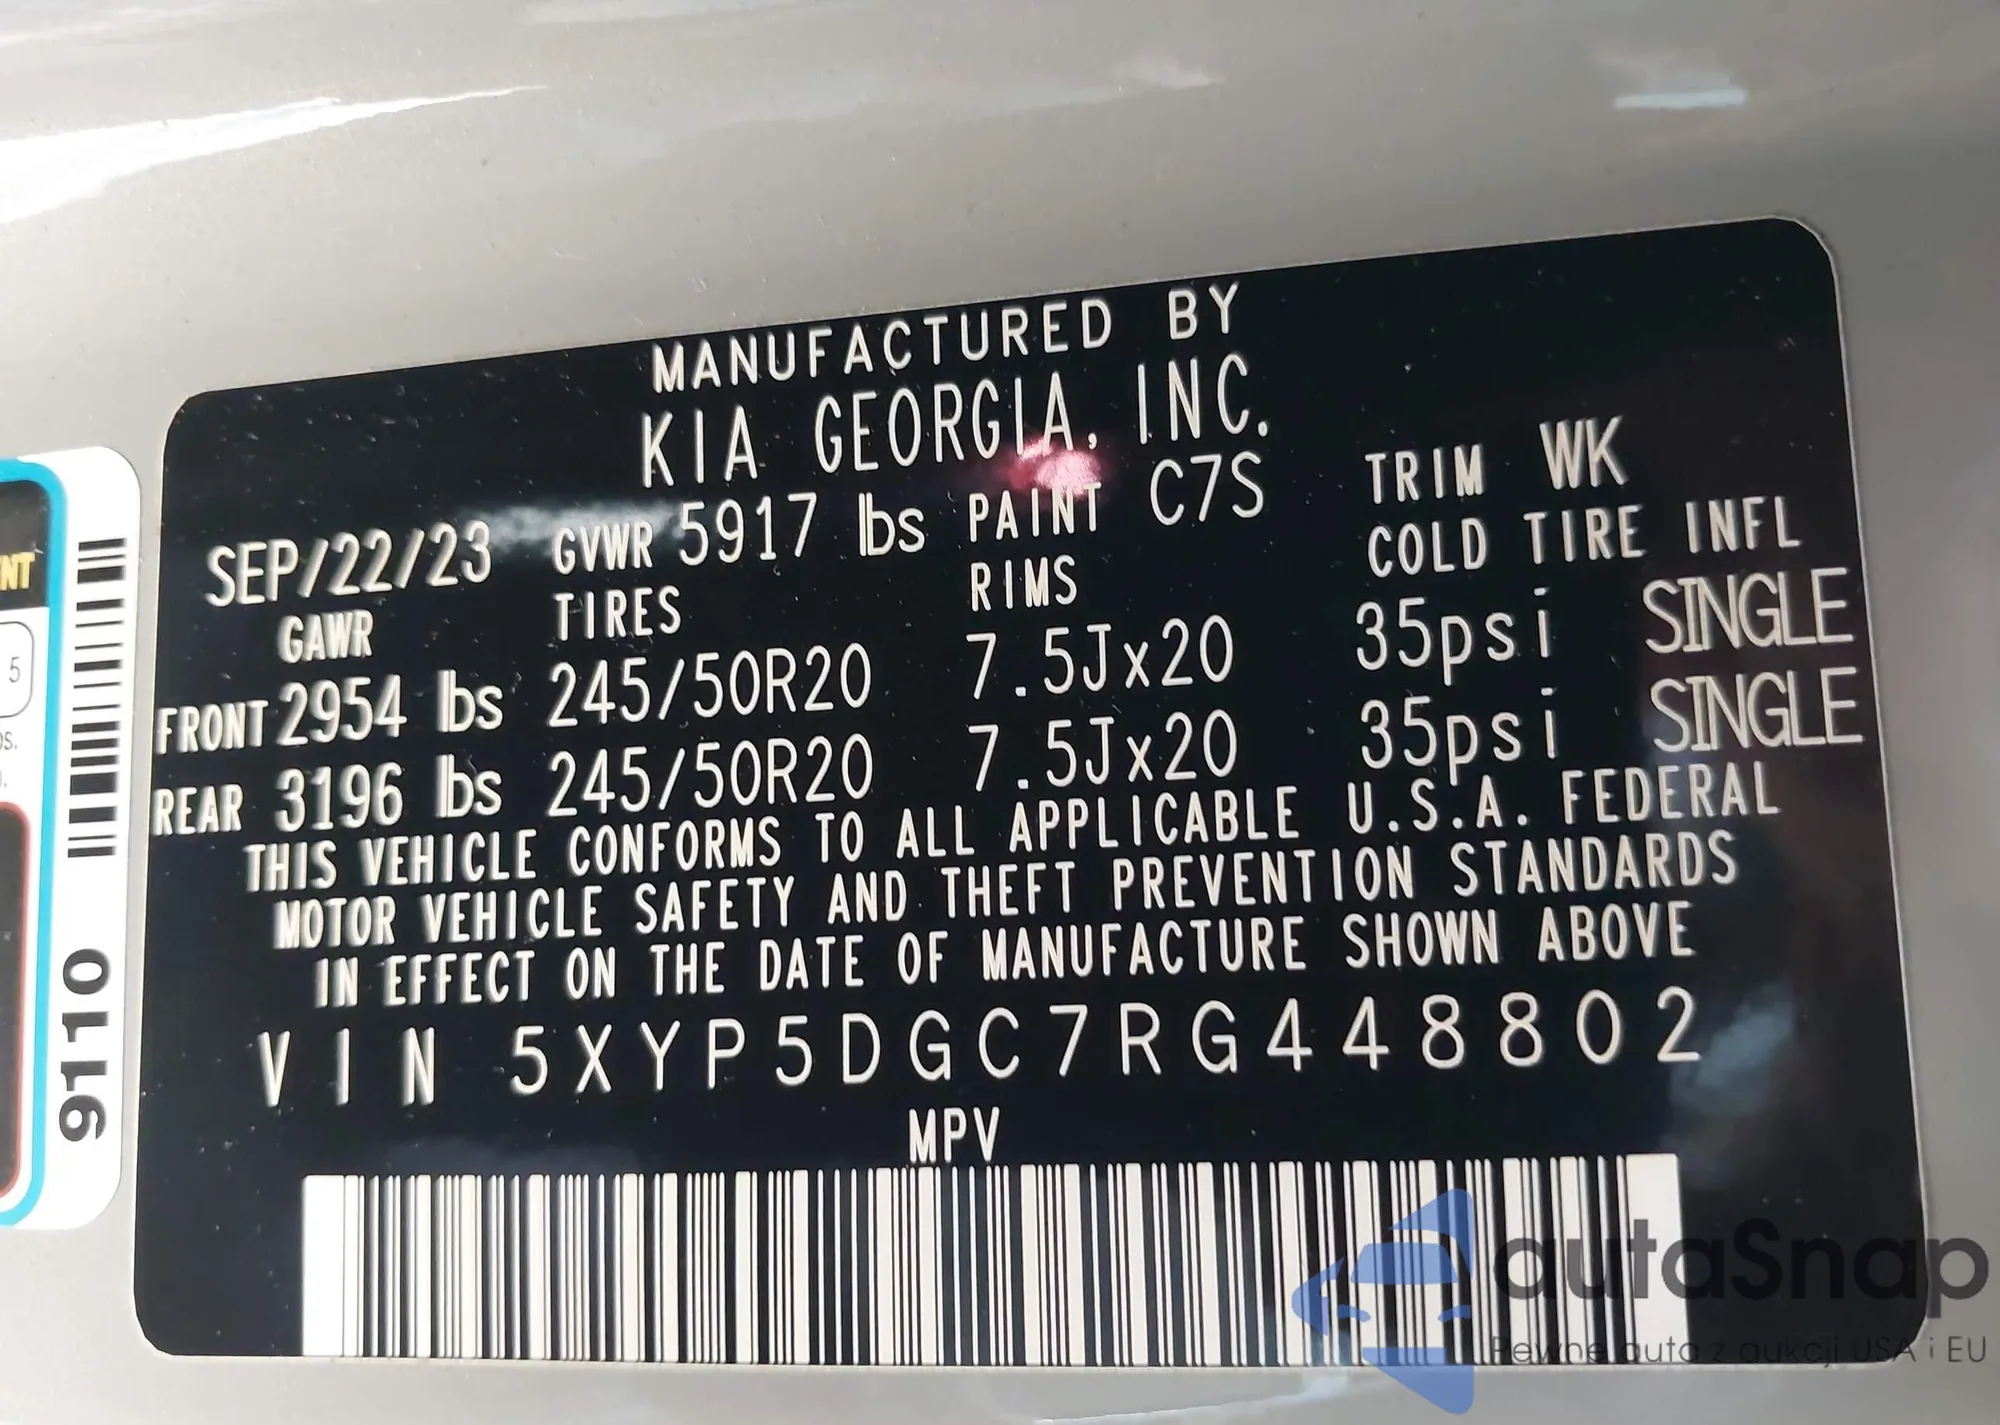 MANUFACTURED BY
KIA GEORGIA, INC.
SEP/22/23 GVWR 5917 lbs PAINT C7S TRIM WK
GAWR TIRES RIMS COLD TIRE INFL
FRONT 2954 lbs 245/50R20 7.5Jx20 35psi SINGLE
REAR 3196 lbs 245/50R20 7.5Jx20 35psi SINGLE
THIS VEHICLE CONFORMS TO ALL APPLICABLE U.S.A. FEDERAL
MOTOR VEHICLE SAFETY AND THEFT PREVENTION STANDARDS
IN EFFECT ON THE DATE OF MANUFACTURE SHOWN ABOVE
VIN 5XYP5DGC7RG448802
MPV
9110
5
autaSnap
Pewne auta z aukcji USA i EU